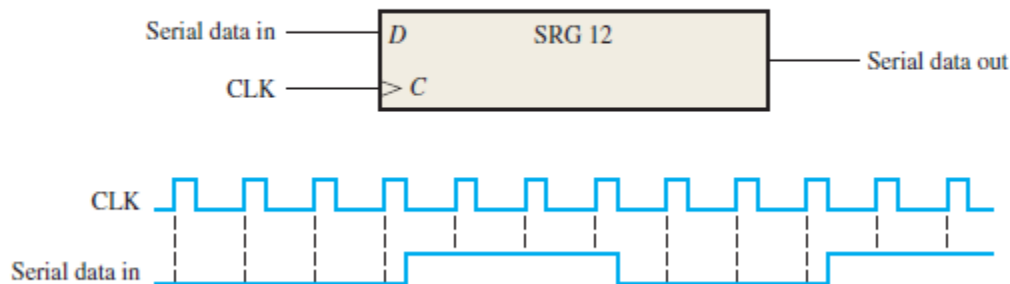 Serial data in
D
SRG 12
Serial data out
CLK
C
CLK
Serial data in